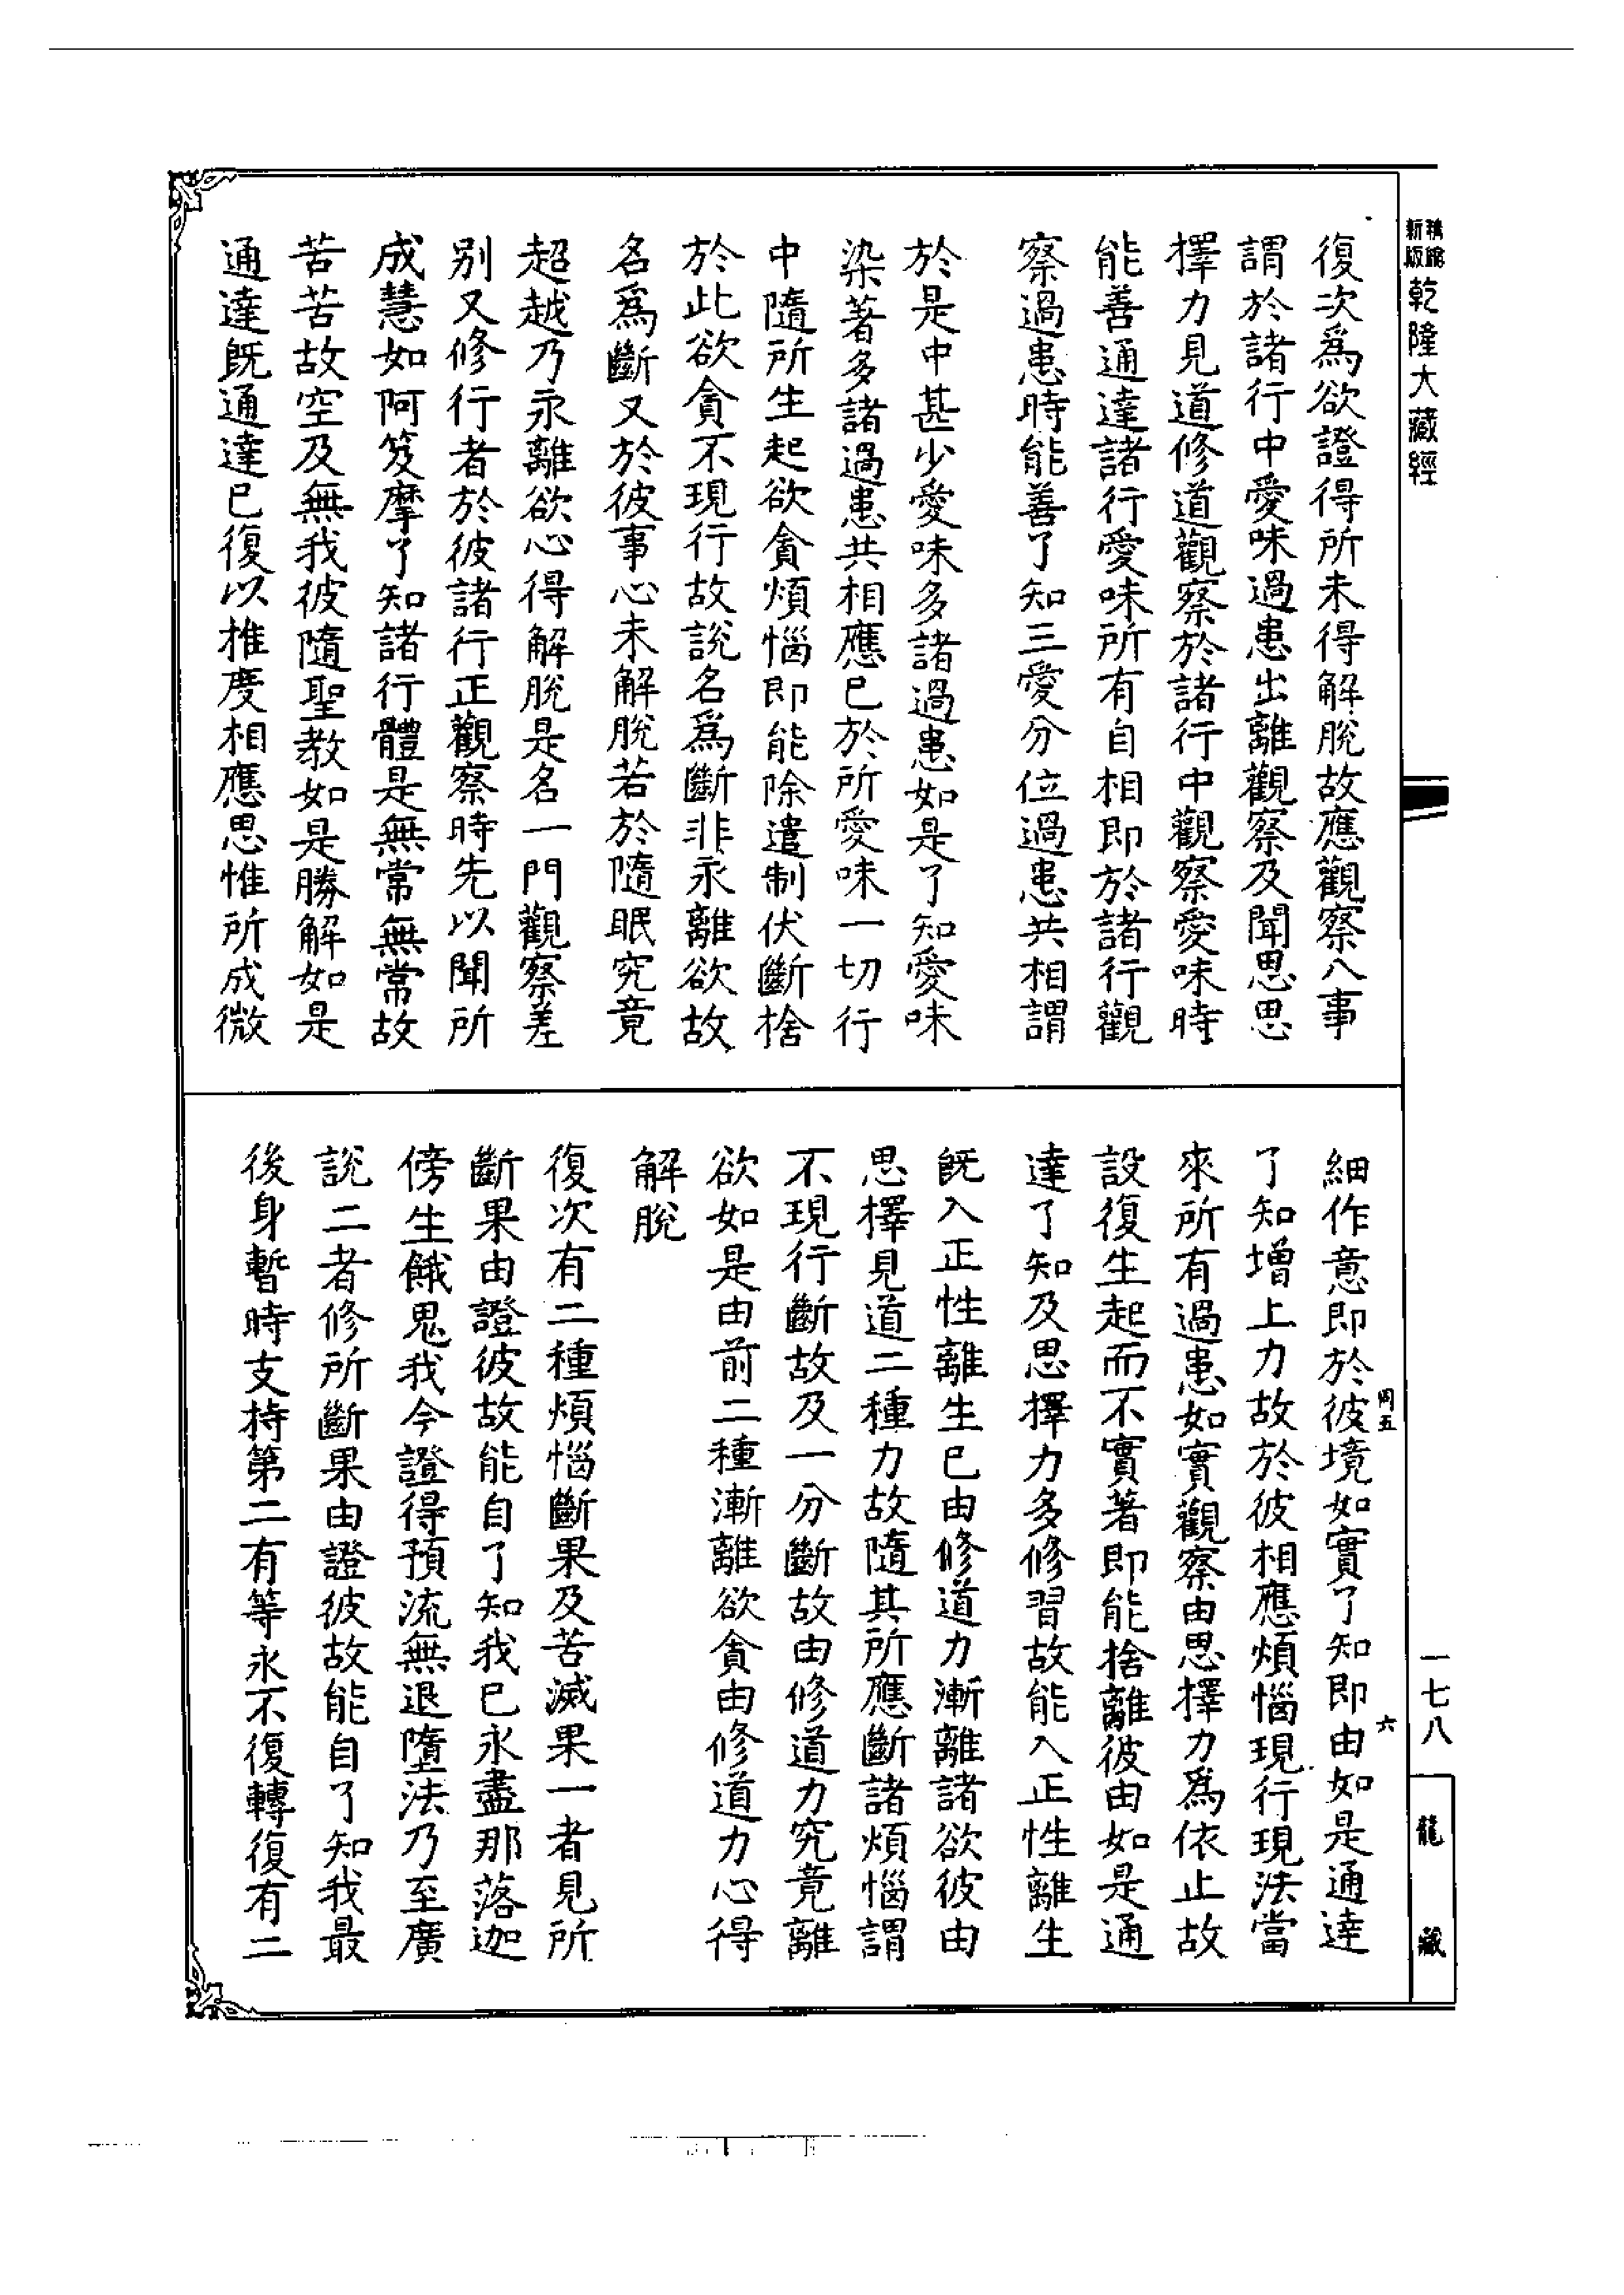 新版
乾隆大藏經
復次爲欲證得所未得解脫故應觀察八事
謂於諸行中愛味過患出離觀察及聞思思
擇力見道修道觀察於諸行中觀察愛味時
能善通達諸行愛味所有自相即於諸行觀
察過患時能善了知三愛分位過患共相謂
於是中甚少愛味多諸過患如是了知愛味
染著多諸過患共相應已於所愛味一切行
中隨所生起欲貪煩惱即能除遣制伏斷捨
於此欲貪不現行故說名爲斷非永離欲故
名爲斷又於彼事心未解脫若於隨眠究竟
超越乃永離欲心得解脫是名一門觀察差
別又修行者於彼諸行正觀察時先以聞所
成慧如阿笈摩了知諸行體是無常無常故
苦苦故空及無我彼隨聖教如是勝解如是
通達既通達已復以推度相應思惟所成微
細作意即於彼境如實了知即由如是通達
了知增上力故於彼相應煩惱現行現法當
來所有過患如實觀察由思擇力爲依止故
設復生起而不實著即能捨離彼由如是通
達了知及思擇力多修習故能入正性離生
既入正性離生已由修道力漸離諸欲彼由
思擇見道二種力故隨其所應斷諸煩惱謂
不現行斷故及一分斷故由修道力究竟離
欲如是由前二種漸離欲貪由修道力心得
解脫
復次有二種煩惱斷果及苦滅果一者見所
斷果由證彼故能自了知我已永盡那落迦
傍生餓鬼我今證得預流無退墮法乃至廣
說二者修所斷果由證彼故能自了知我最
後身暫時支持第二有等永不復轉復有二
六
一七八
龍藏